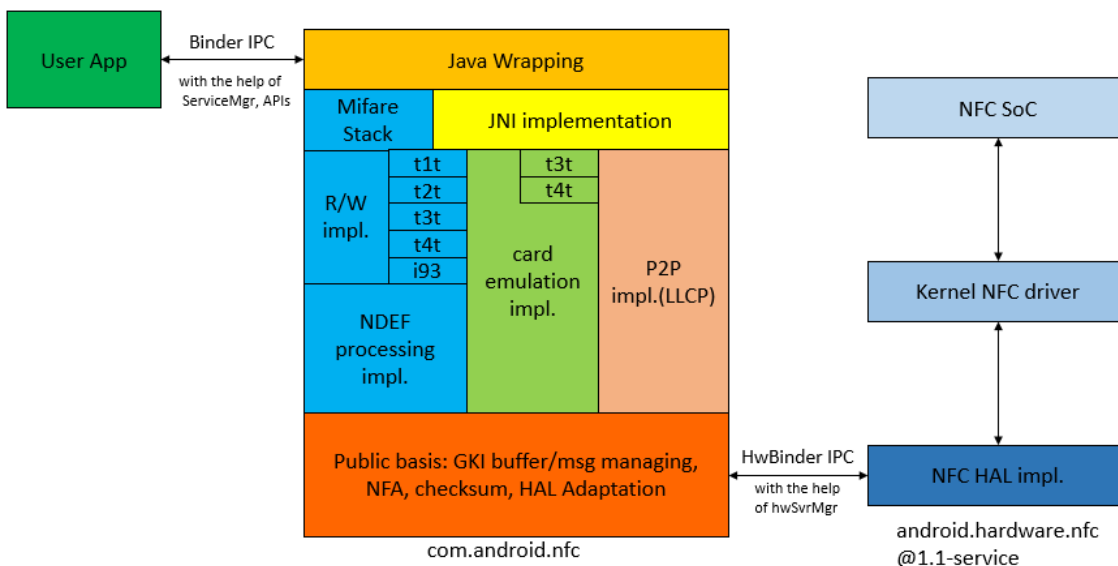 User App
Binder IPC
with the help of
ServiceMgr, APIs
Java Wrapping
Mifare
Stack
JNI implementation
R/W
impl.
t1t
t2t
t3t
t4t
i93
NDEF
processing
impl.
t3t
t4t
card
emulation
impl.
P2P
impl.(LLCP)
Public basis: GKI buffer/msg managing,
NFA, checksum, HAL Adaptation
com.android.nfc
HwBinder IPC
with the help
of hwSvrMgr
NFC SoC
Kernel NFC driver
NFC HAL impl.
android.hardware.nfc
@1.1-service